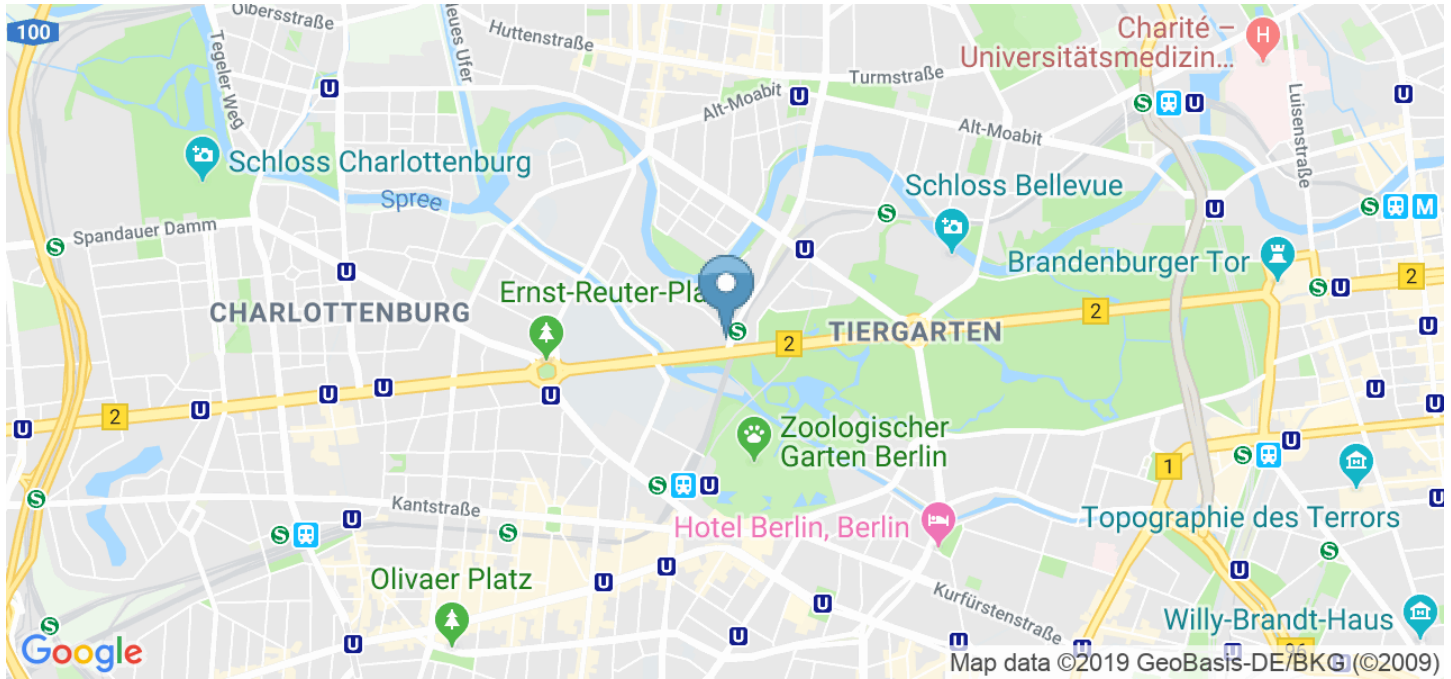 Olbersstraße
100
Tegeler Weg
Neues Ufer
Huttenstraße
Charité –
Universitätsmedizin...
H
Turmstraße
U
Alt-Moabit
U
S
U
U
Luisenstraße
Alt-Moabit
Schloss Charlottenburg
Schloss Bellevue
Spree
S
U
S
M
Spandauer Damm
S
U
Brandenburger Tor
U
2
S
U
Ernst-Reuter-Pla
CHARLOTTENBURG
2
S
TIERGARTEN
U
2
U
U
U
U
U
U
2
U
U
Zoologischer
Garten Berlin
U
S
1
S
U
S
Kantstraße
U
S
S
Hotel Berlin, Berlin
Topographie des Terrors
S
Olivaer Platz
U
U
U
Kurfürstenstraße
U
Willy-Brandt-Haus
S
U
U
U
U
96
Google
Map data ©2019 GeoBasis-DE/BKG (©2009)